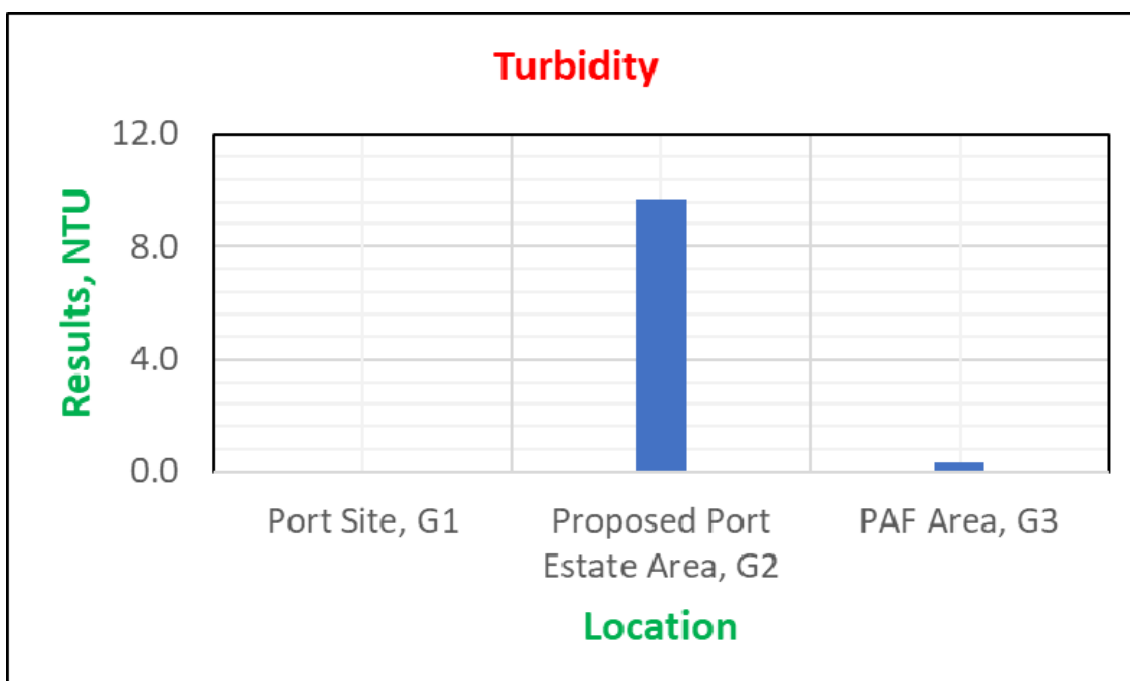 Turbidity
12.0
8.0
4.0
0.0
Results, NTU
Port Site, G1
Proposed Port
Estate Area, G2
PAF Area, G3
Location